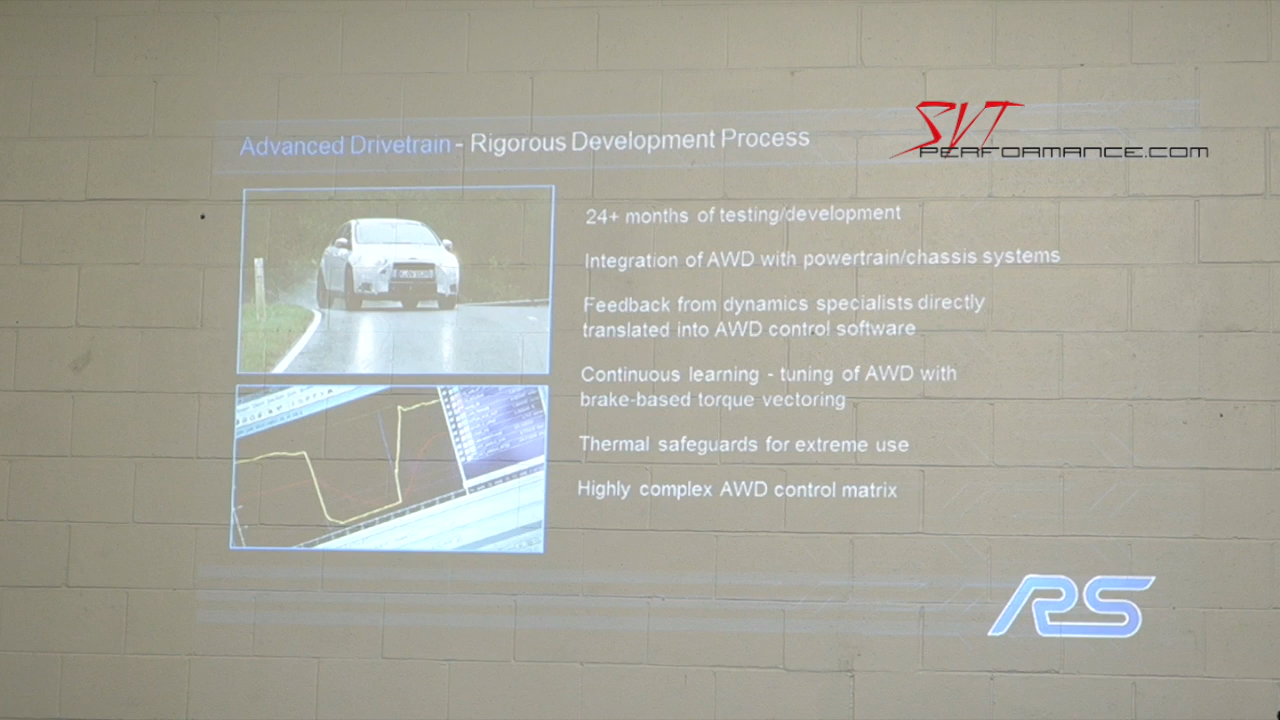 SVT
PERFORMANCE.COM
Advanced Drivetrain - Rigorous Development Process
24+ months of testing/development
Integration of AWD with powertrain/chassis systems
Feedback from dynamics specialists directly
translated into AWD control software
Continuous learning - tuning of AWD with
brake-based torque vectoring
Thermal safeguards for extreme use
Highly complex AWD control matrix
RS